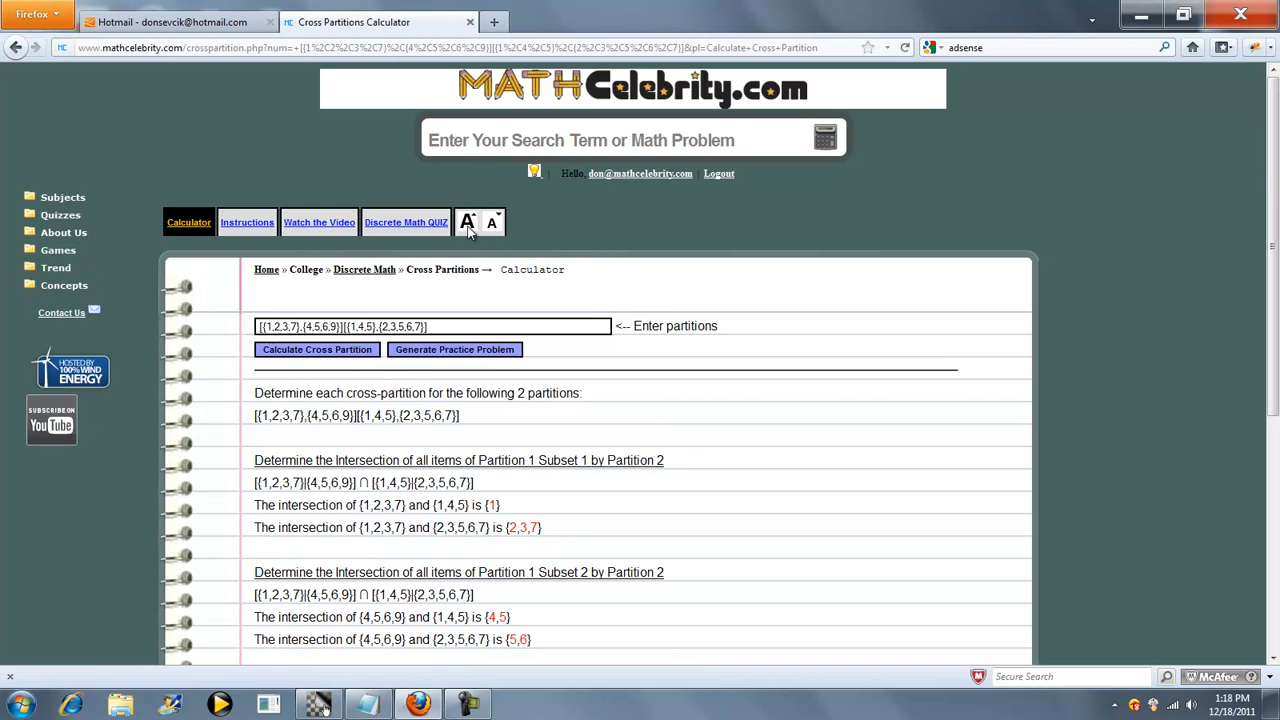 Firefox
Hotmail - donsevcik@hotmail.com
MC Cross Partitions Calculator
MC www.mathcelebrity.com/crosspartition.php?num=+[{1%2C2%2C3%2C7}%2C{4%2C5%2C6%2C9}][{1%2C4%2C5}%2C{2%2C3%2C5%2C6%2C7}]&pl=Calculate+Cross+Partition
adsense
MATHCelebrity.com
Enter Your Search Term or Math Problem
| Hello, don@mathcelebrity.com | Logout
Subjects
Quizzes
About Us
Games
Trend
Concepts
Contact Us
HOSTED BY
100% WIND
ENERGY
SUBSCRIBE ON
YouTube
Calculator Instructions Watch the Video Discrete Math QUIZ A A
Home » College » Discrete Math » Cross Partitions → Calculator
[{1,2,3,7},{4,5,6,9}][{1,4,5},{2,3,5,6,7}] <-- Enter partitions
Calculate Cross Partition Generate Practice Problem
Determine each cross-partition for the following 2 partitions:
[{1,2,3,7},{4,5,6,9}][{1,4,5},{2,3,5,6,7}]
Determine the Intersection of all items of Partition 1 Subset 1 by Partition 2
[{1,2,3,7}|{4,5,6,9}] ∩ [{1,4,5}|{2,3,5,6,7}]
The intersection of {1,2,3,7} and {1,4,5} is {1}
The intersection of {1,2,3,7} and {2,3,5,6,7} is {2,3,7}
Determine the Intersection of all items of Partition 1 Subset 2 by Partition 2
[{1,2,3,7}|{4,5,6,9}] ∩ [{1,4,5}|{2,3,5,6,7}]
The intersection of {4,5,6,9} and {1,4,5} is {4,5}
The intersection of {4,5,6,9} and {2,3,5,6,7} is {5,6}
Secure Search
McAfee
1:18 PM
12/18/2011